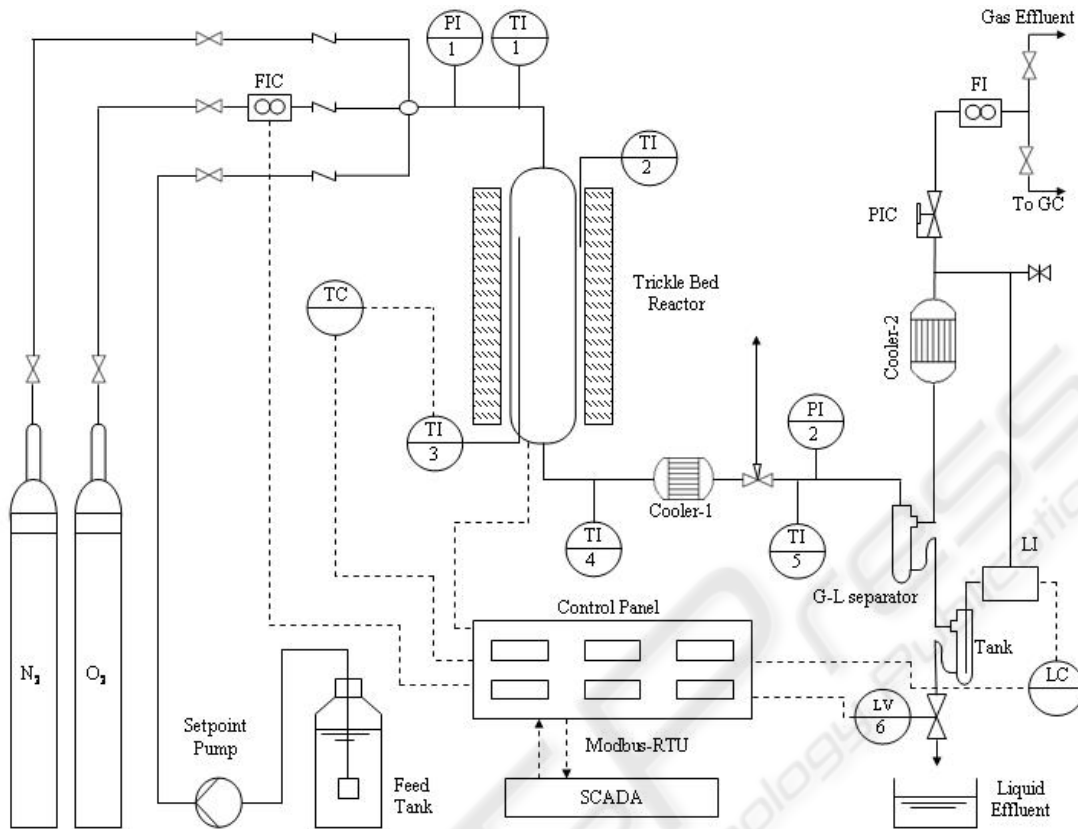 Gas Effluent
PI
1
TI
1
FIC
FI
TI
2
To GC
PIC
Trickle Bed
Reactor
TC
Cooler-2
PI
2
TI
3
Cooler-1
TI
4
TI
5
LI
G-L separator
Control Panel
Tank
N₂
O₂
LC
LV
6
Setpoint
Pump
Modbus-RTU
Feed
Tank
SCADA
Liquid
Effluent